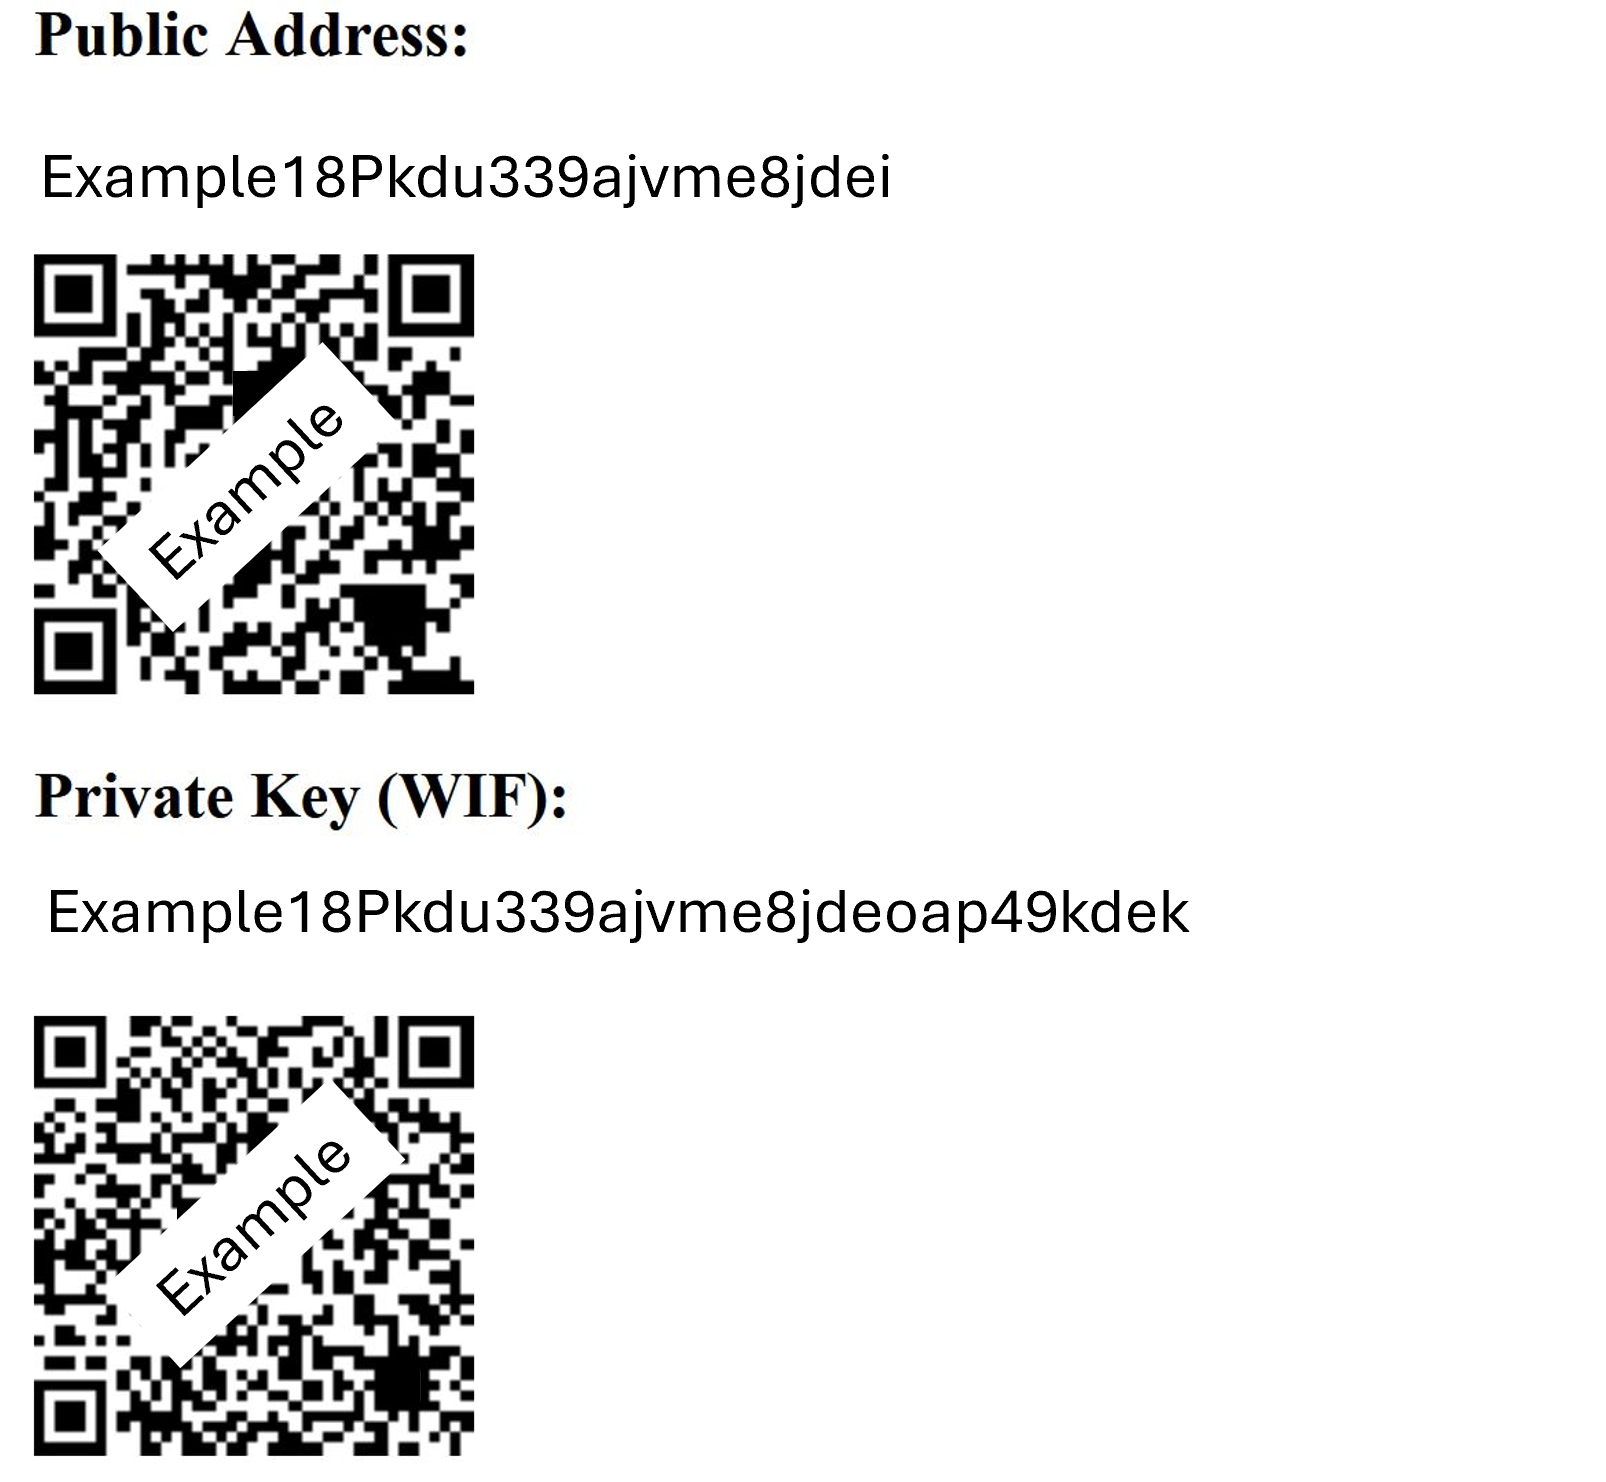 Public Address:
Example18Pkdu339ajvme8jdei
Example
Private Key (WIF):
Example18Pkdu339ajvme8jdeoap49kdek
Example